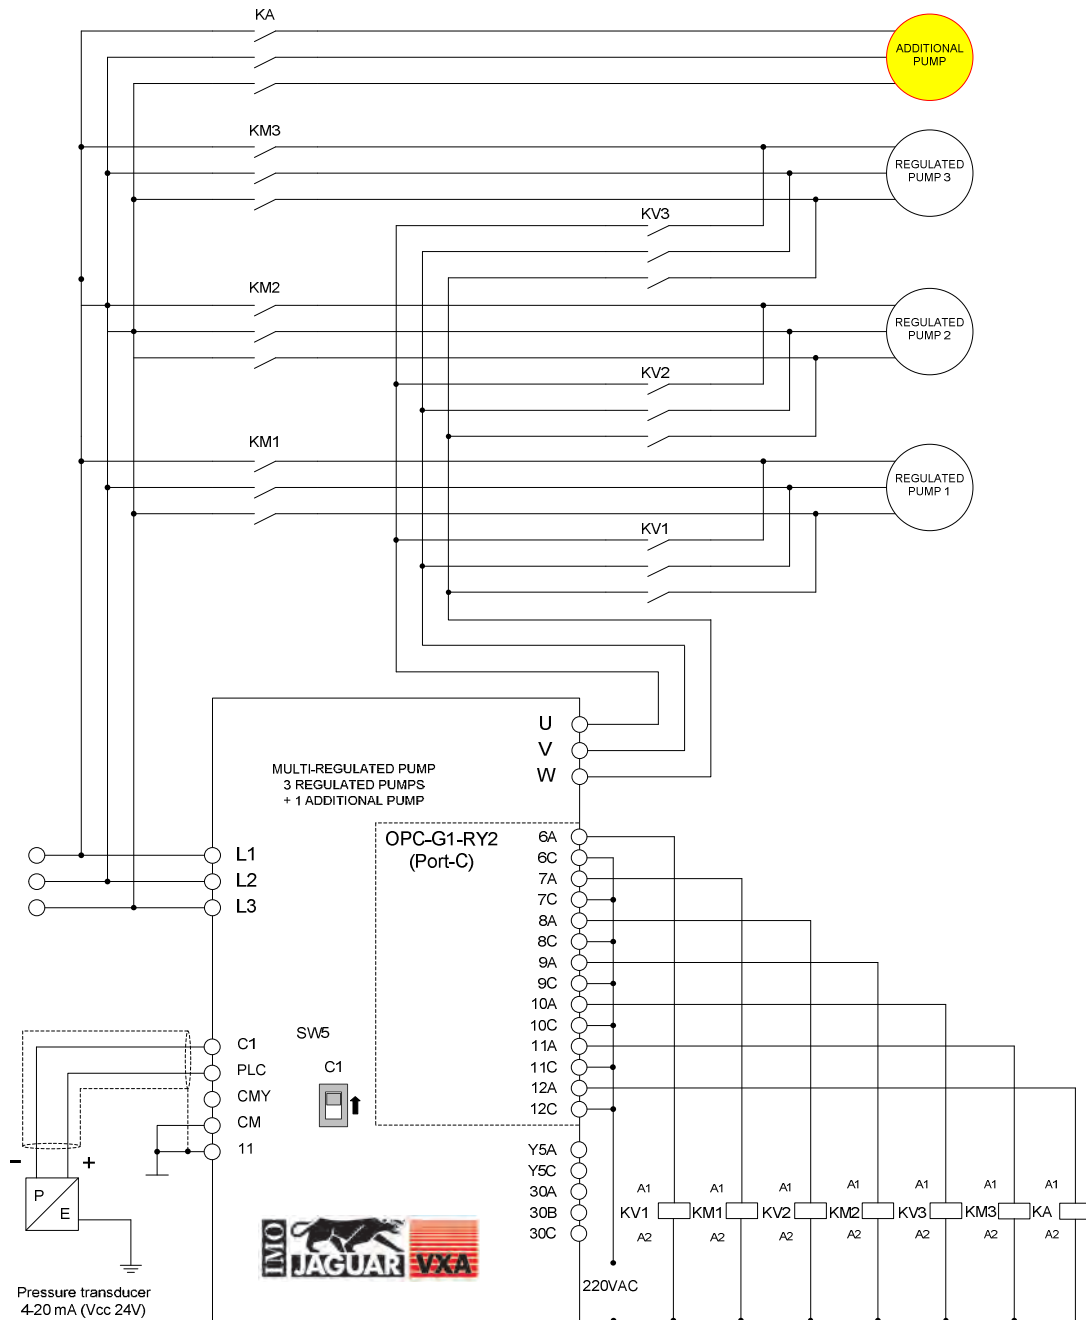 KA
ADDITIONAL
PUMP
KM3
REGULATED
PUMP 3
KV3
KM2
REGULATED
PUMP 2
KV2
KM1
REGULATED
PUMP 1
KV1
U
V
W
MULTI-REGULATED PUMP
3 REGULATED PUMPS
+ 1 ADDITIONAL PUMP
OPC-G1-RY2
(Port-C)
6A
6C
7A
7C
8A
8C
9A
9C
10A
10C
11A
11C
12A
12C
L1
L2
L3
C1
PLC
CMY
CM
11
SW5
C1
Y5A
Y5C
30A
30B
30C
- +
P
E
Pressure transducer
4-20 mA (Vcc 24V)
IMO
JAGUAR VXA
A1 A1 A1 A1 A1 A1 A1
KV1 KM1 KV2 KM2 KV3 KM3 KA
A2 A2 A2 A2 A2 A2 A2
220VAC